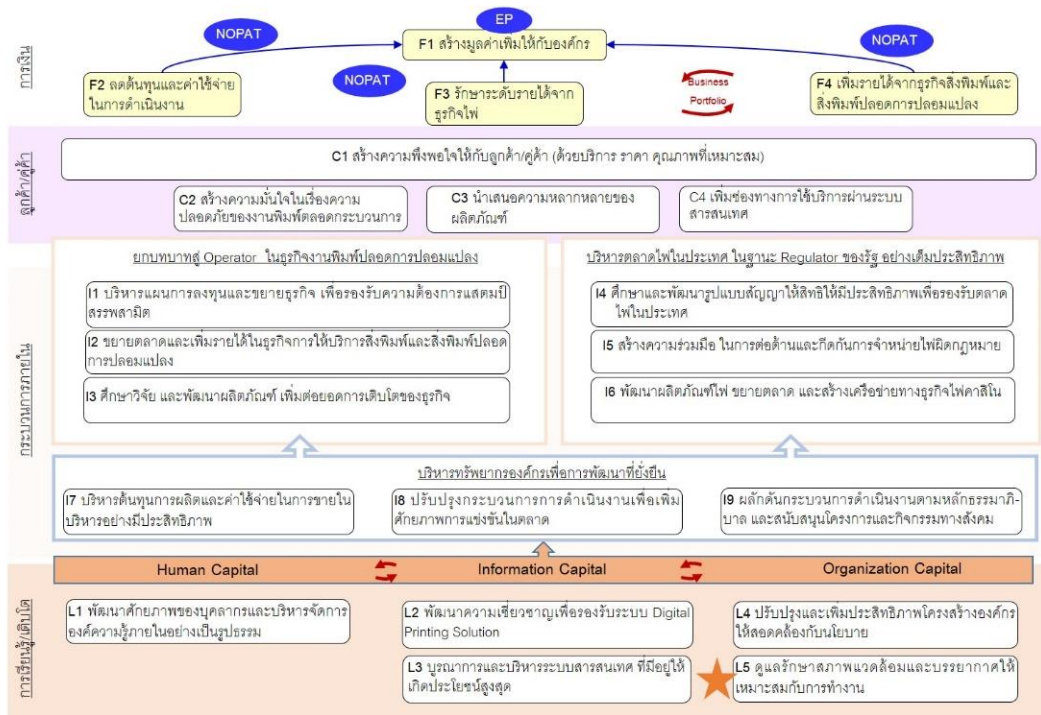 EP
NOPAT
NOPAT
NOPAT
การเงิน
F1 สร้างมูลค่าเพิ่มให้กับองค์กร
F2 ลดต้นทุนและค่าใช้จ่าย
ในการดำเนินงาน
F3 รักษาระดับรายได้จาก
ธุรกิจไพ่
Business
Portfolio
F4 เพิ่มรายได้จากธุรกิจสิ่งพิมพ์และ
สิ่งพิมพ์ปลอดการปลอมแปลง
ลูกค้า/คู่ค้า
C1 สร้างความพึงพอใจให้กับลูกค้า/คู่ค้า (ด้วยบริการ ราคา คุณภาพที่เหมาะสม)
C2 สร้างความมั่นใจในเรื่องความ
ปลอดภัยของงานพิมพ์ตลอดกระบวนการ
C3 นำเสนอความหลากหลายของ
ผลิตภัณฑ์
C4 เพิ่มช่องทางการใช้บริการผ่านระบบ
สารสนเทศ
กระบวนการภายใน
ยกบทบาทสู่ Operator ในธุรกิจงานพิมพ์ปลอดการปลอมแปลง
I1 บริหารแผนการลงทุนและขยายธุรกิจ เพื่อรองรับความต้องการแสตมป์
สรรพสามิต
I2 ขยายตลาดและเพิ่มรายได้ในธุรกิจการให้บริการสิ่งพิมพ์และสิ่งพิมพ์ปลอด
การปลอมแปลง
I3 ศึกษาวิจัย และพัฒนาผลิตภัณฑ์ เพิ่มต่อยอดการเติบโตของธุรกิจ
บริหารตลาดไพ่ในประเทศ ในฐานะ Regulator ของรัฐ อย่างเต็มประสิทธิภาพ
I4 ศึกษาและพัฒนารูปแบบสัญญาให้สิทธิให้มีประสิทธิภาพเพื่อรองรับตลาด
ไพ่ในประเทศ
I5 สร้างความร่วมมือ ในการต่อต้านและกีดกันการจำหน่ายไพ่ผิดกฎหมาย
I6 พัฒนาผลิตภัณฑ์ไพ่ ขยายตลาด และสร้างเครือข่ายทางธุรกิจไพ่คาสิโน
บริหารทรัพยากรองค์กรเพื่อการพัฒนาที่ยั่งยืน
I7 บริหารต้นทุนการผลิตและค่าใช้จ่ายในการขายใน
บริหารอย่างมีประสิทธิภาพ
I8 ปรับปรุงกระบวนการการดำเนินงานเพื่อเพิ่ม
ศักยภาพการแข่งขันในตลาด
I9 ผลักดันกระบวนการดำเนินงานตามหลักธรรมาภิ-
บาล และสนับสนุนโครงการและกิจกรรมทางสังคม
การเรียนรู้/เติบโต
Human Capital
Information Capital
Organization Capital
L1 พัฒนาศักยภาพของบุคลากรและบริหารจัดการ
องค์ความรู้ภายในอย่างเป็นรูปธรรม
L2 พัฒนาความเชี่ยวชาญเพื่อรองรับระบบ Digital
Printing Solution
L3 บูรณาการและบริหารระบบสารสนเทศ ที่มีอยู่ให้
เกิดประโยชน์สูงสุด
L4 ปรับปรุงและเพิ่มประสิทธิภาพโครงสร้างองค์กร
ให้สอดคล้องกับนโยบาย
L5 ดูแลรักษาสภาพแวดล้อมและบรรยากาศให้
เหมาะสมกับการทำงาน